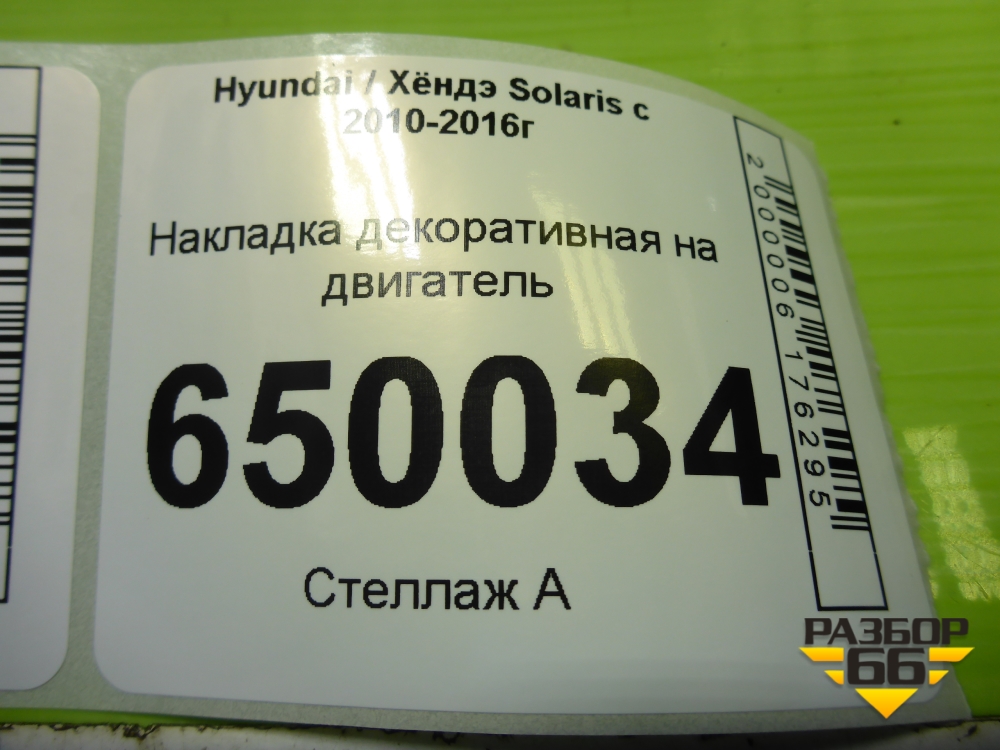 Hyundai / Хёндэ Solaris с
2010-2016г
Накладка декоративная на
двигатель
650034
Стеллаж А
2000006176295
РАЗБОР
66